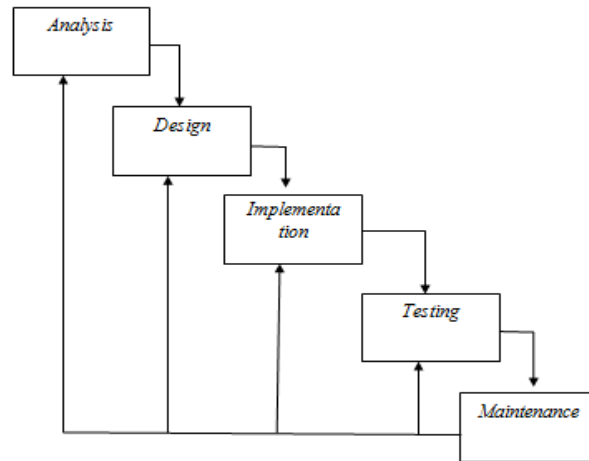 Analysis
Design
Implementa
tion
Testing
Maintenance